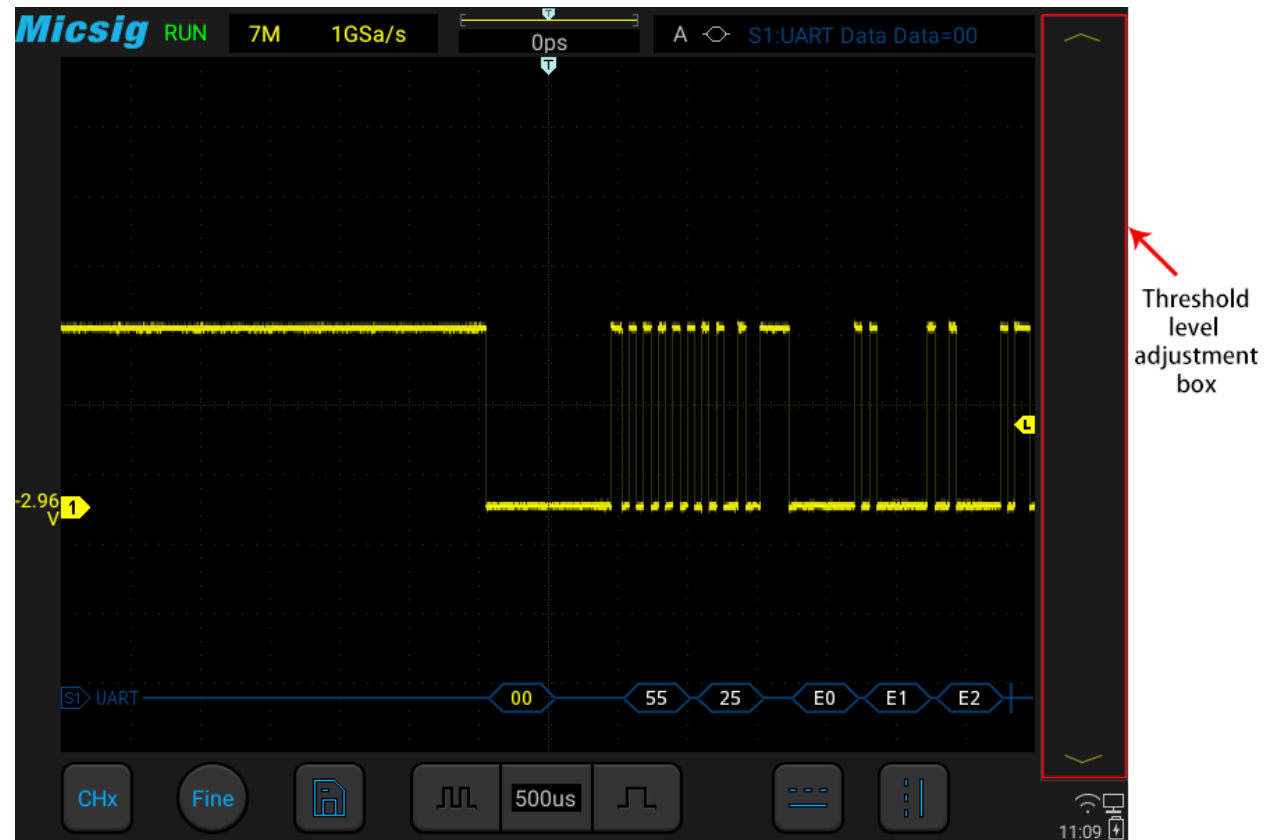 Micsig RUN 7M 1GSa/s T 0ps A S1:UART Data Data=00
T
Threshold
level
adjustment
box
L
-2.96
V
1
S1 UART 00 55 25 E0 E1 E2
CHx Fine 500us
11:09